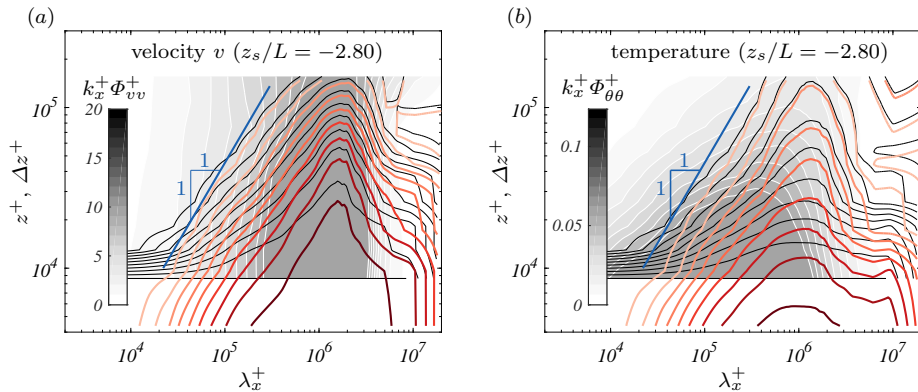 (a)
velocity v (z_s/L = −2.80)
k_x^+ Φ_vv^+
20
15
10
5
0
1
1
10^5
10^4
z^+, Δz^+
10^4 10^5 10^6 10^7
λ_x^+
(b)
temperature (z_s/L = −2.80)
k_x^+ Φ_θθ^+
0.1
0.05
0
1
1
10^5
10^4
z^+, Δz^+
10^4 10^5 10^6 10^7
λ_x^+